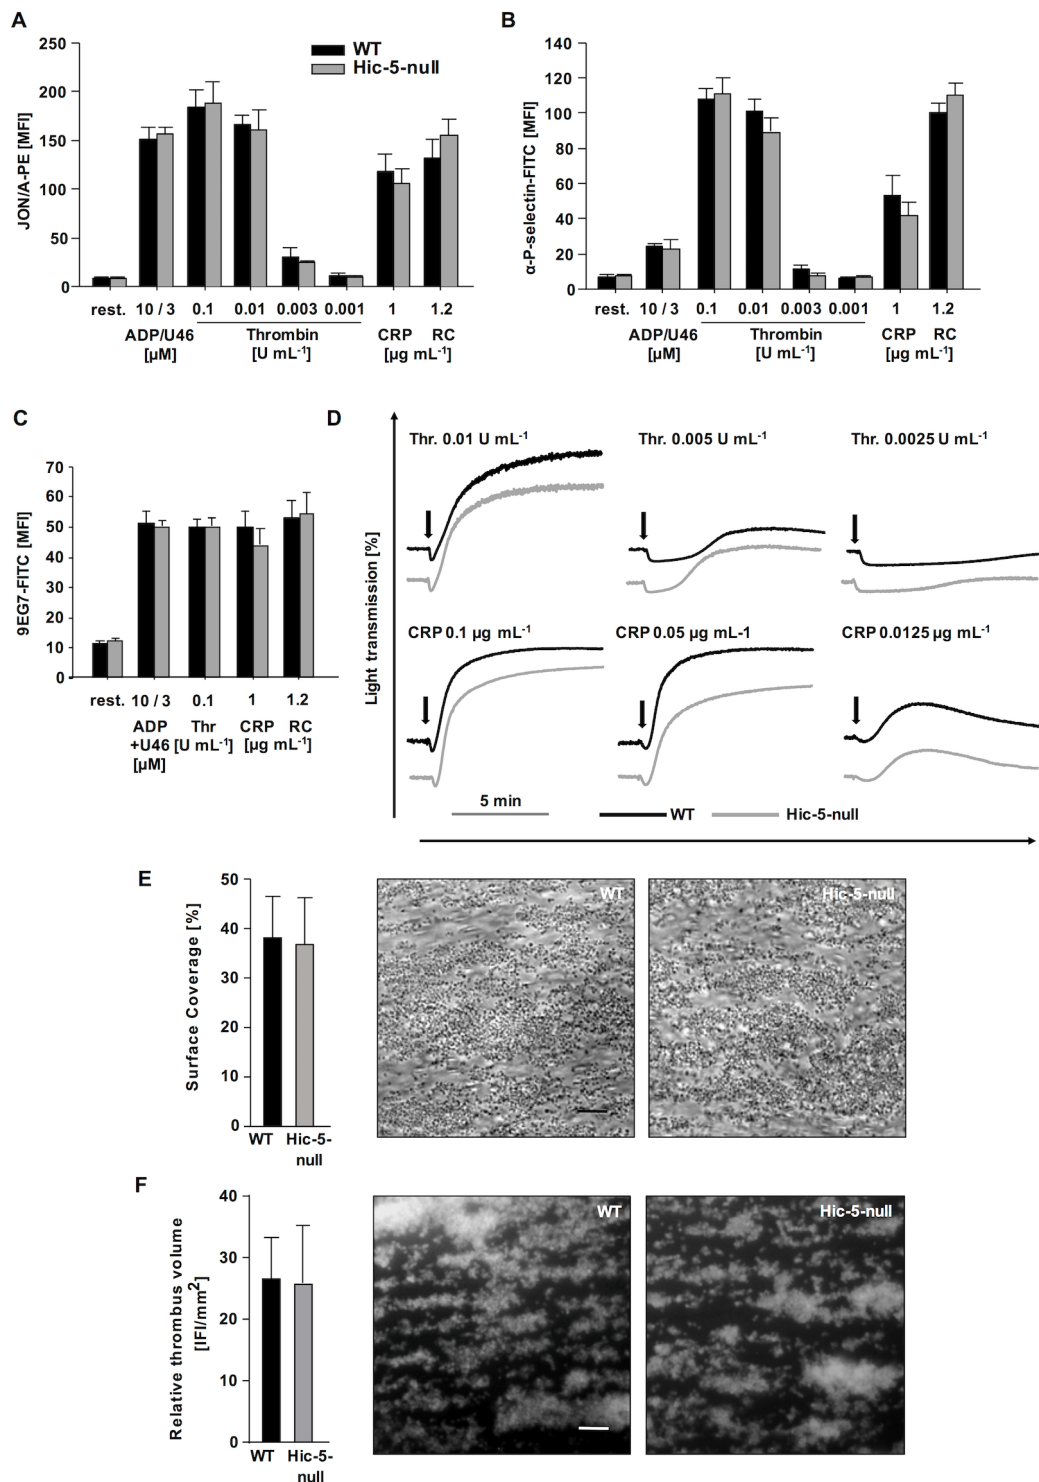 A
250
200
150
100
50
0
JON/A-PE [MFI]
WT
Hic-5-null
rest. 10 / 3 0.1 0.01 0.003 0.001 1 1.2
ADP/U46 Thrombin CRP RC
[µM] [U mL-1] [µg mL-1]
B
140
120
100
80
60
40
20
0
α-P-selectin-FITC [MFI]
rest. 10 / 3 0.1 0.01 0.003 0.001 1 1.2
ADP/U46 Thrombin CRP RC
[µM] [U mL-1] [µg mL-1]
C
70
60
50
40
30
20
10
0
9EG7-FITC [MFI]
rest. 10 / 3 0.1 1 1.2
ADP Thr CRP RC
+U46 [U mL-1] [µg mL-1]
[µM]
D
Light transmission [%]
Thr. 0.01 U mL-1 Thr. 0.005 U mL-1 Thr. 0.0025 U mL-1
CRP 0.1 µg mL-1 CRP 0.05 µg mL-1 CRP 0.0125 µg mL-1
5 min WT Hic-5-null
E
50
40
30
20
10
0
Surface Coverage [%]
WT Hic-5-
null
WT
Hic-5-null
F
40
30
20
10
0
Relative thrombus volume
[IFI/mm2]
WT Hic-5-
null
WT
Hic-5-null